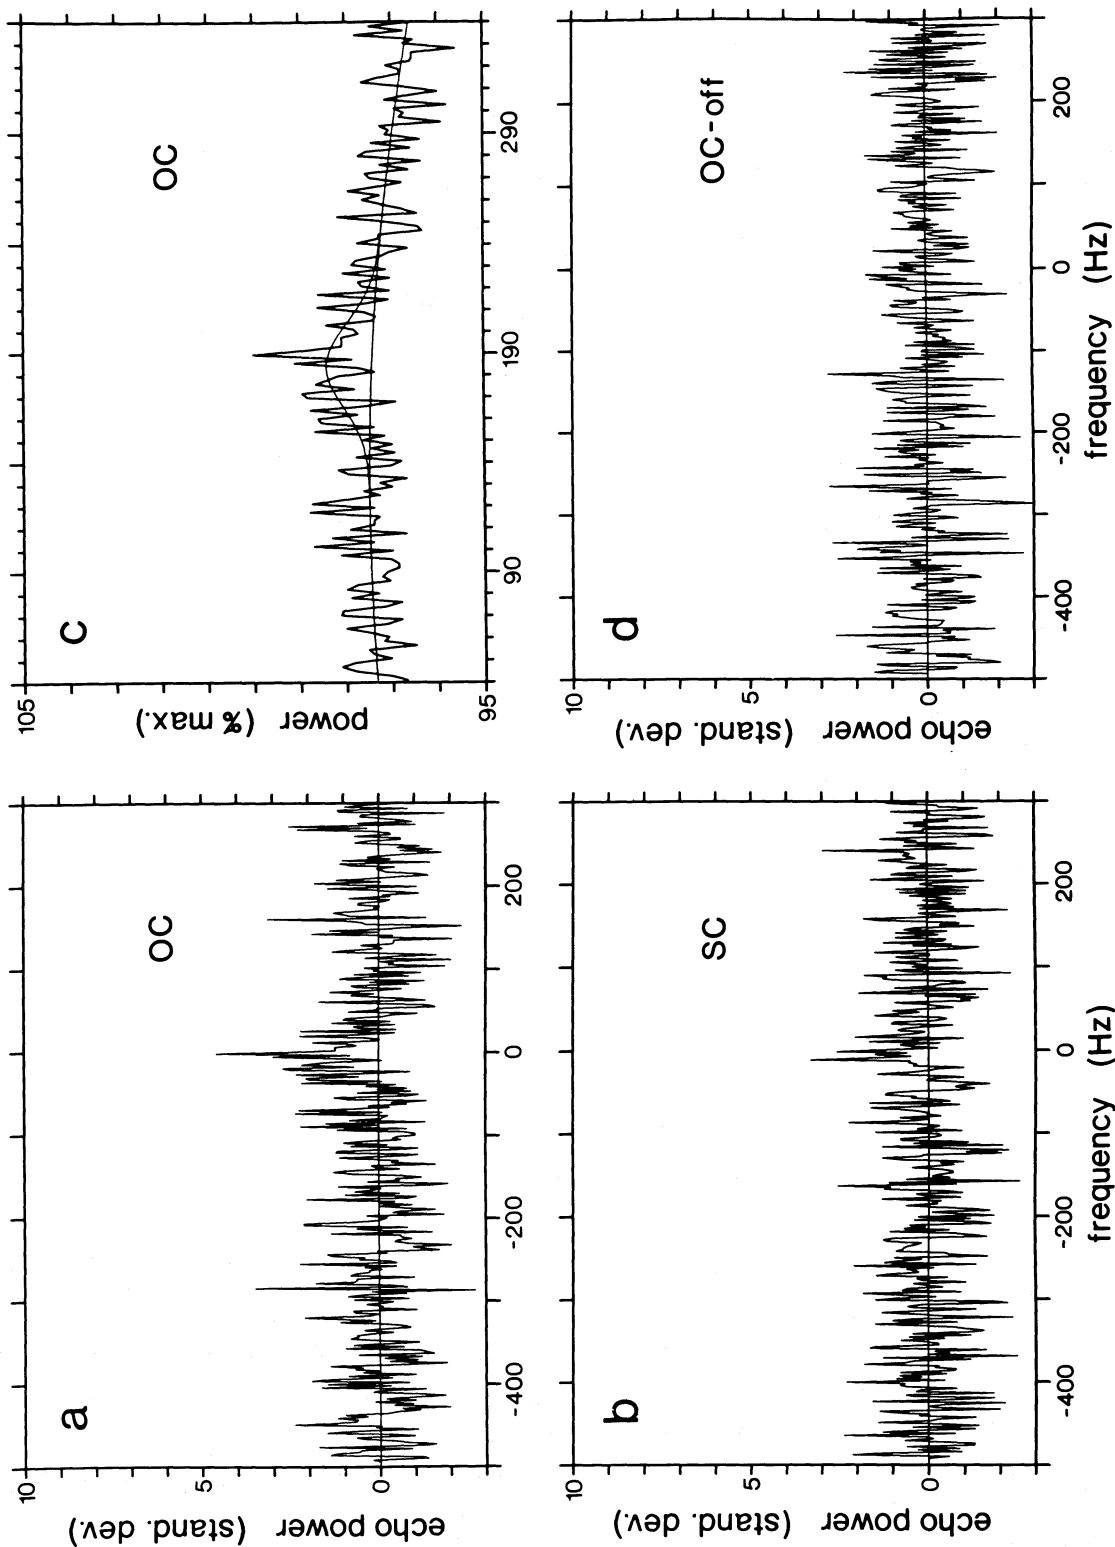 a
OC
10
5
0
echo power (stand. dev.)
-400
-200
0
200
b
SC
10
5
0
echo power (stand. dev.)
-400
-200
0
200
frequency (Hz)
c
OC
105
95
power (% max.)
90
190
290
d
OC-off
10
5
0
echo power (stand. dev.)
-400
-200
0
200
frequency (Hz)